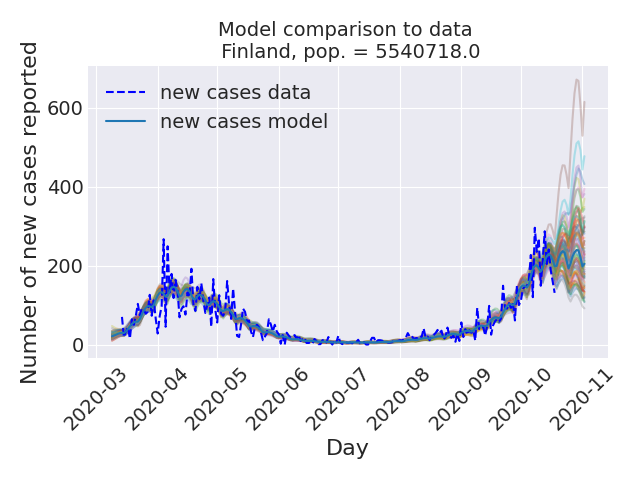 Model comparison to data
Finland, pop. = 5540718.0
Number of new cases reported
600
400
200
0
new cases data
new cases model
2020-03
2020-04
2020-05
2020-06
2020-07
2020-08
2020-09
2020-10
2020-11
Day